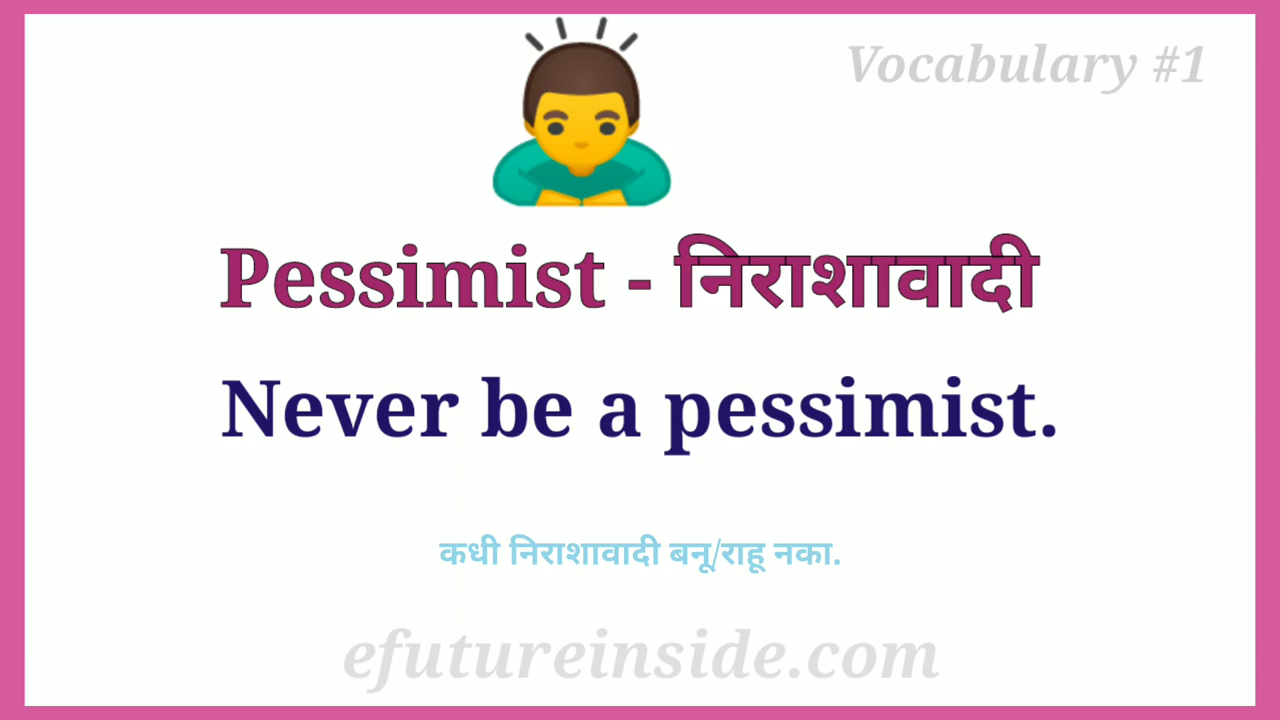 Vocabulary #1
Pessimist - निराशावादी
Never be a pessimist.
कधी निराशावादी बनू/राहू नका.
efutureinside.com